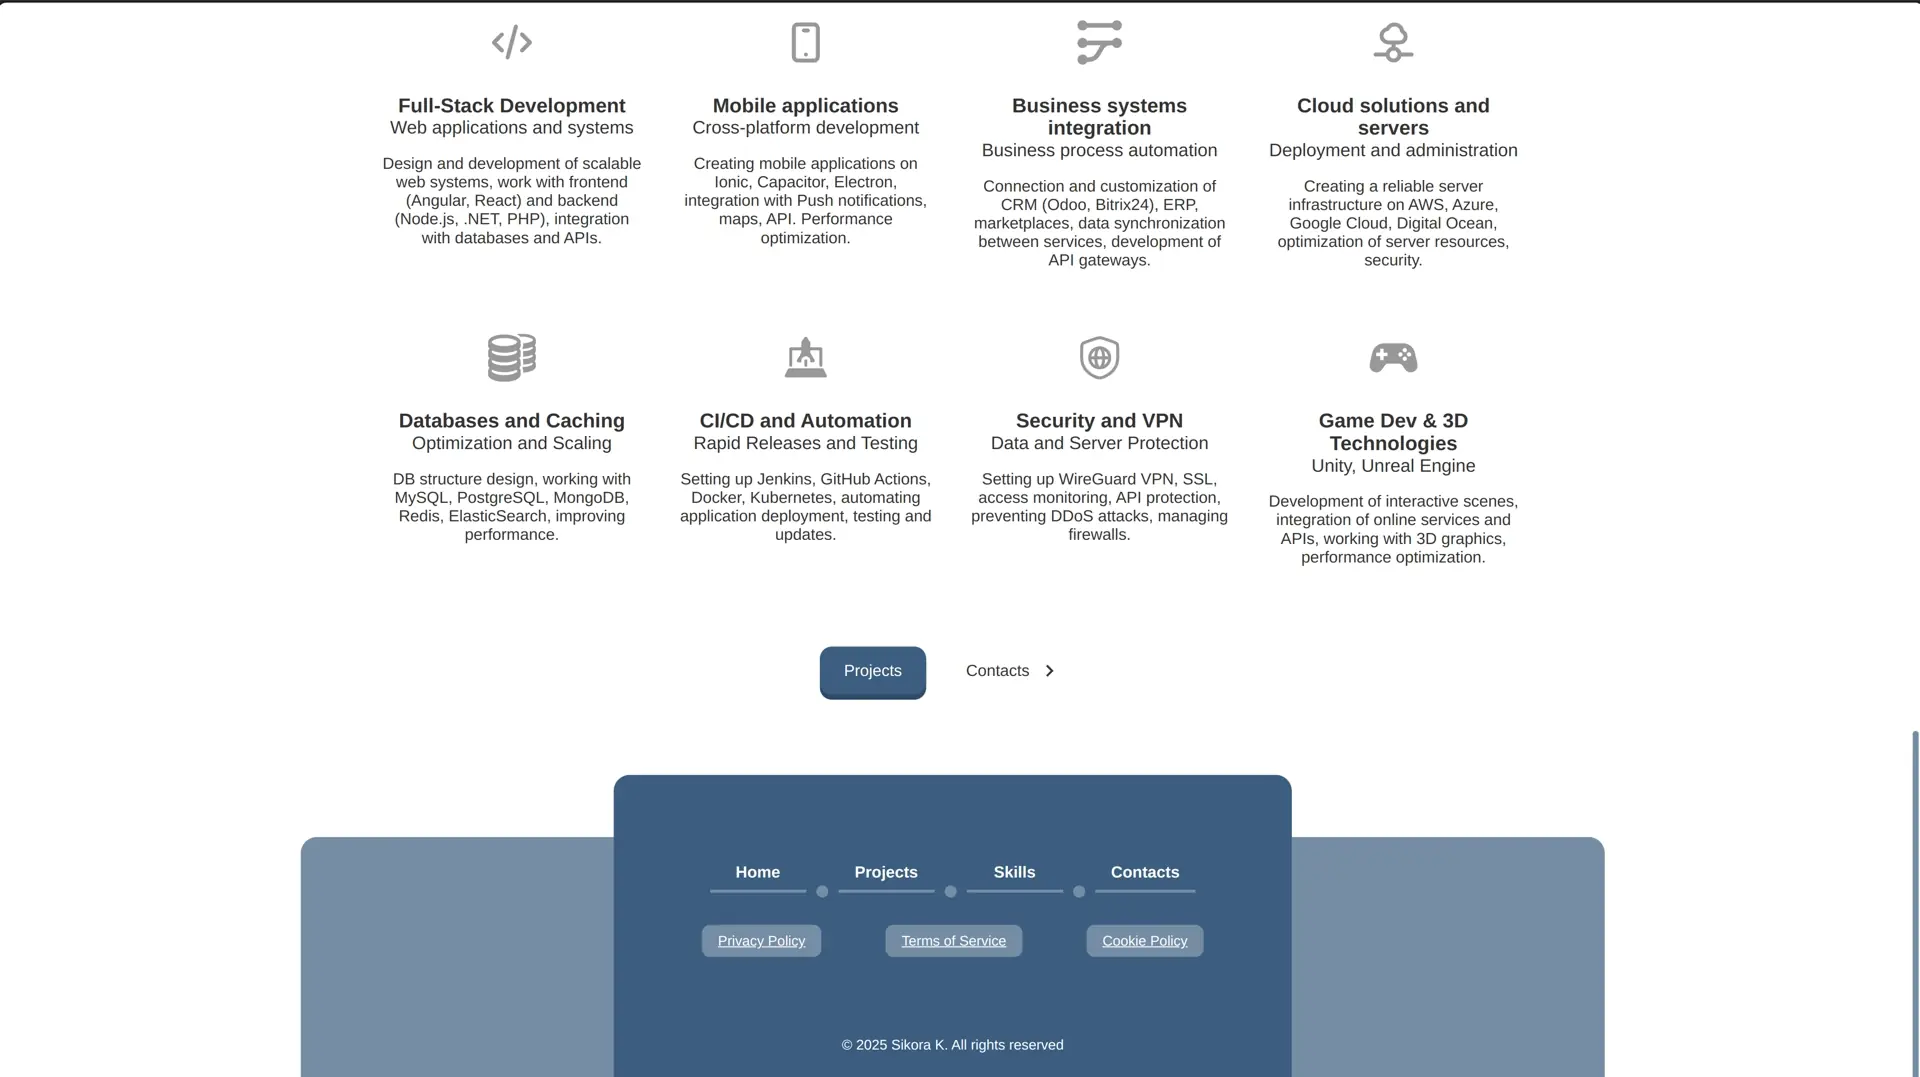 Full-Stack Development
Web applications and systems
Design and development of scalable
web systems, work with frontend
(Angular, React) and backend
(Node.js, .NET, PHP), integration
with databases and APIs.
Mobile applications
Cross-platform development
Creating mobile applications on
Ionic, Capacitor, Electron,
integration with Push notifications,
maps, API. Performance
optimization.
Business systems
integration
Business process automation
Connection and customization of
CRM (Odoo, Bitrix24), ERP,
marketplaces, data synchronization
between services, development of
API gateways.
Cloud solutions and
servers
Deployment and administration
Creating a reliable server
infrastructure on AWS, Azure,
Google Cloud, Digital Ocean,
optimization of server resources,
security.
Databases and Caching
Optimization and Scaling
DB structure design, working with
MySQL, PostgreSQL, MongoDB,
Redis, ElasticSearch, improving
performance.
CI/CD and Automation
Rapid Releases and Testing
Setting up Jenkins, GitHub Actions,
Docker, Kubernetes, automating
application deployment, testing and
updates.
Security and VPN
Data and Server Protection
Setting up WireGuard VPN, SSL,
access monitoring, API protection,
preventing DDoS attacks, managing
firewalls.
Game Dev & 3D
Technologies
Unity, Unreal Engine
Development of interactive scenes,
integration of online services and
APIs, working with 3D graphics,
performance optimization.
Projects
Contacts
Home
Projects
Skills
Contacts
Privacy Policy
Terms of Service
Cookie Policy
© 2025 Sikora K. All rights reserved